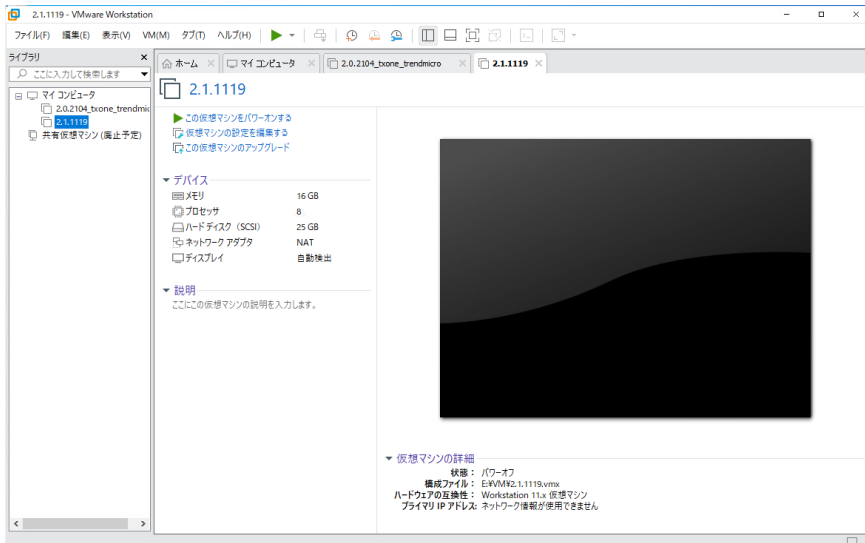 2.1.1119 - VMware Workstation
ファイル(F) 編集(E) 表示(V) VM(M) タブ(T) ヘルプ(H)
ライブラリ
ここに入力して検索します
マイ コンピュータ
2.0.2104_txone_trendmic
2.1.1119
共有仮想マシン (廃止予定)
ホーム マイ コンピュータ 2.0.2104_txone_trendmicro 2.1.1119
2.1.1119
この仮想マシンをパワーオンする
仮想マシンの設定を編集する
この仮想マシンのアップグレード
デバイス
メモリ 16 GB
プロセッサ 8
ハード ディスク (SCSI) 25 GB
ネットワーク アダプタ NAT
ディスプレイ 自動検出
説明
ここにこの仮想マシンの説明を入力します。
仮想マシンの詳細
状態： パワーオフ
構成ファイル： E:¥VM¥2.1.1119.vmx
ハードウェアの互換性： Workstation 11.x 仮想マシン
プライマリ IP アドレス: ネットワーク情報が使用できません